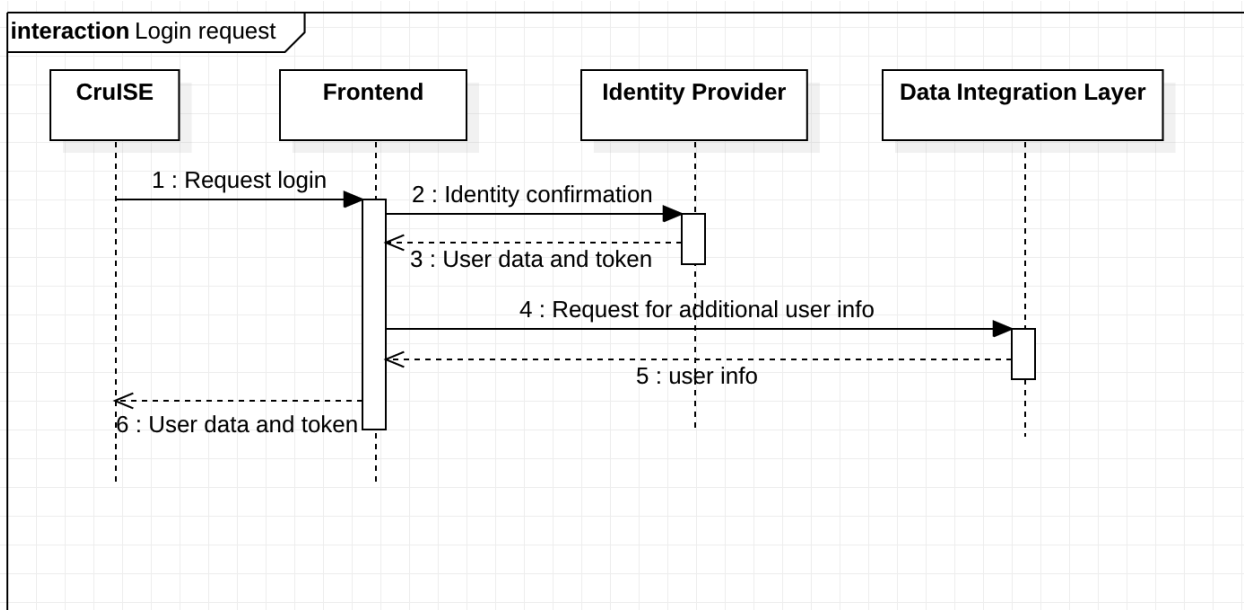 interaction Login request
CruISE
Frontend
Identity Provider
Data Integration Layer
1 : Request login
2 : Identity confirmation
3 : User data and token
4 : Request for additional user info
5 : user info
6 : User data and token